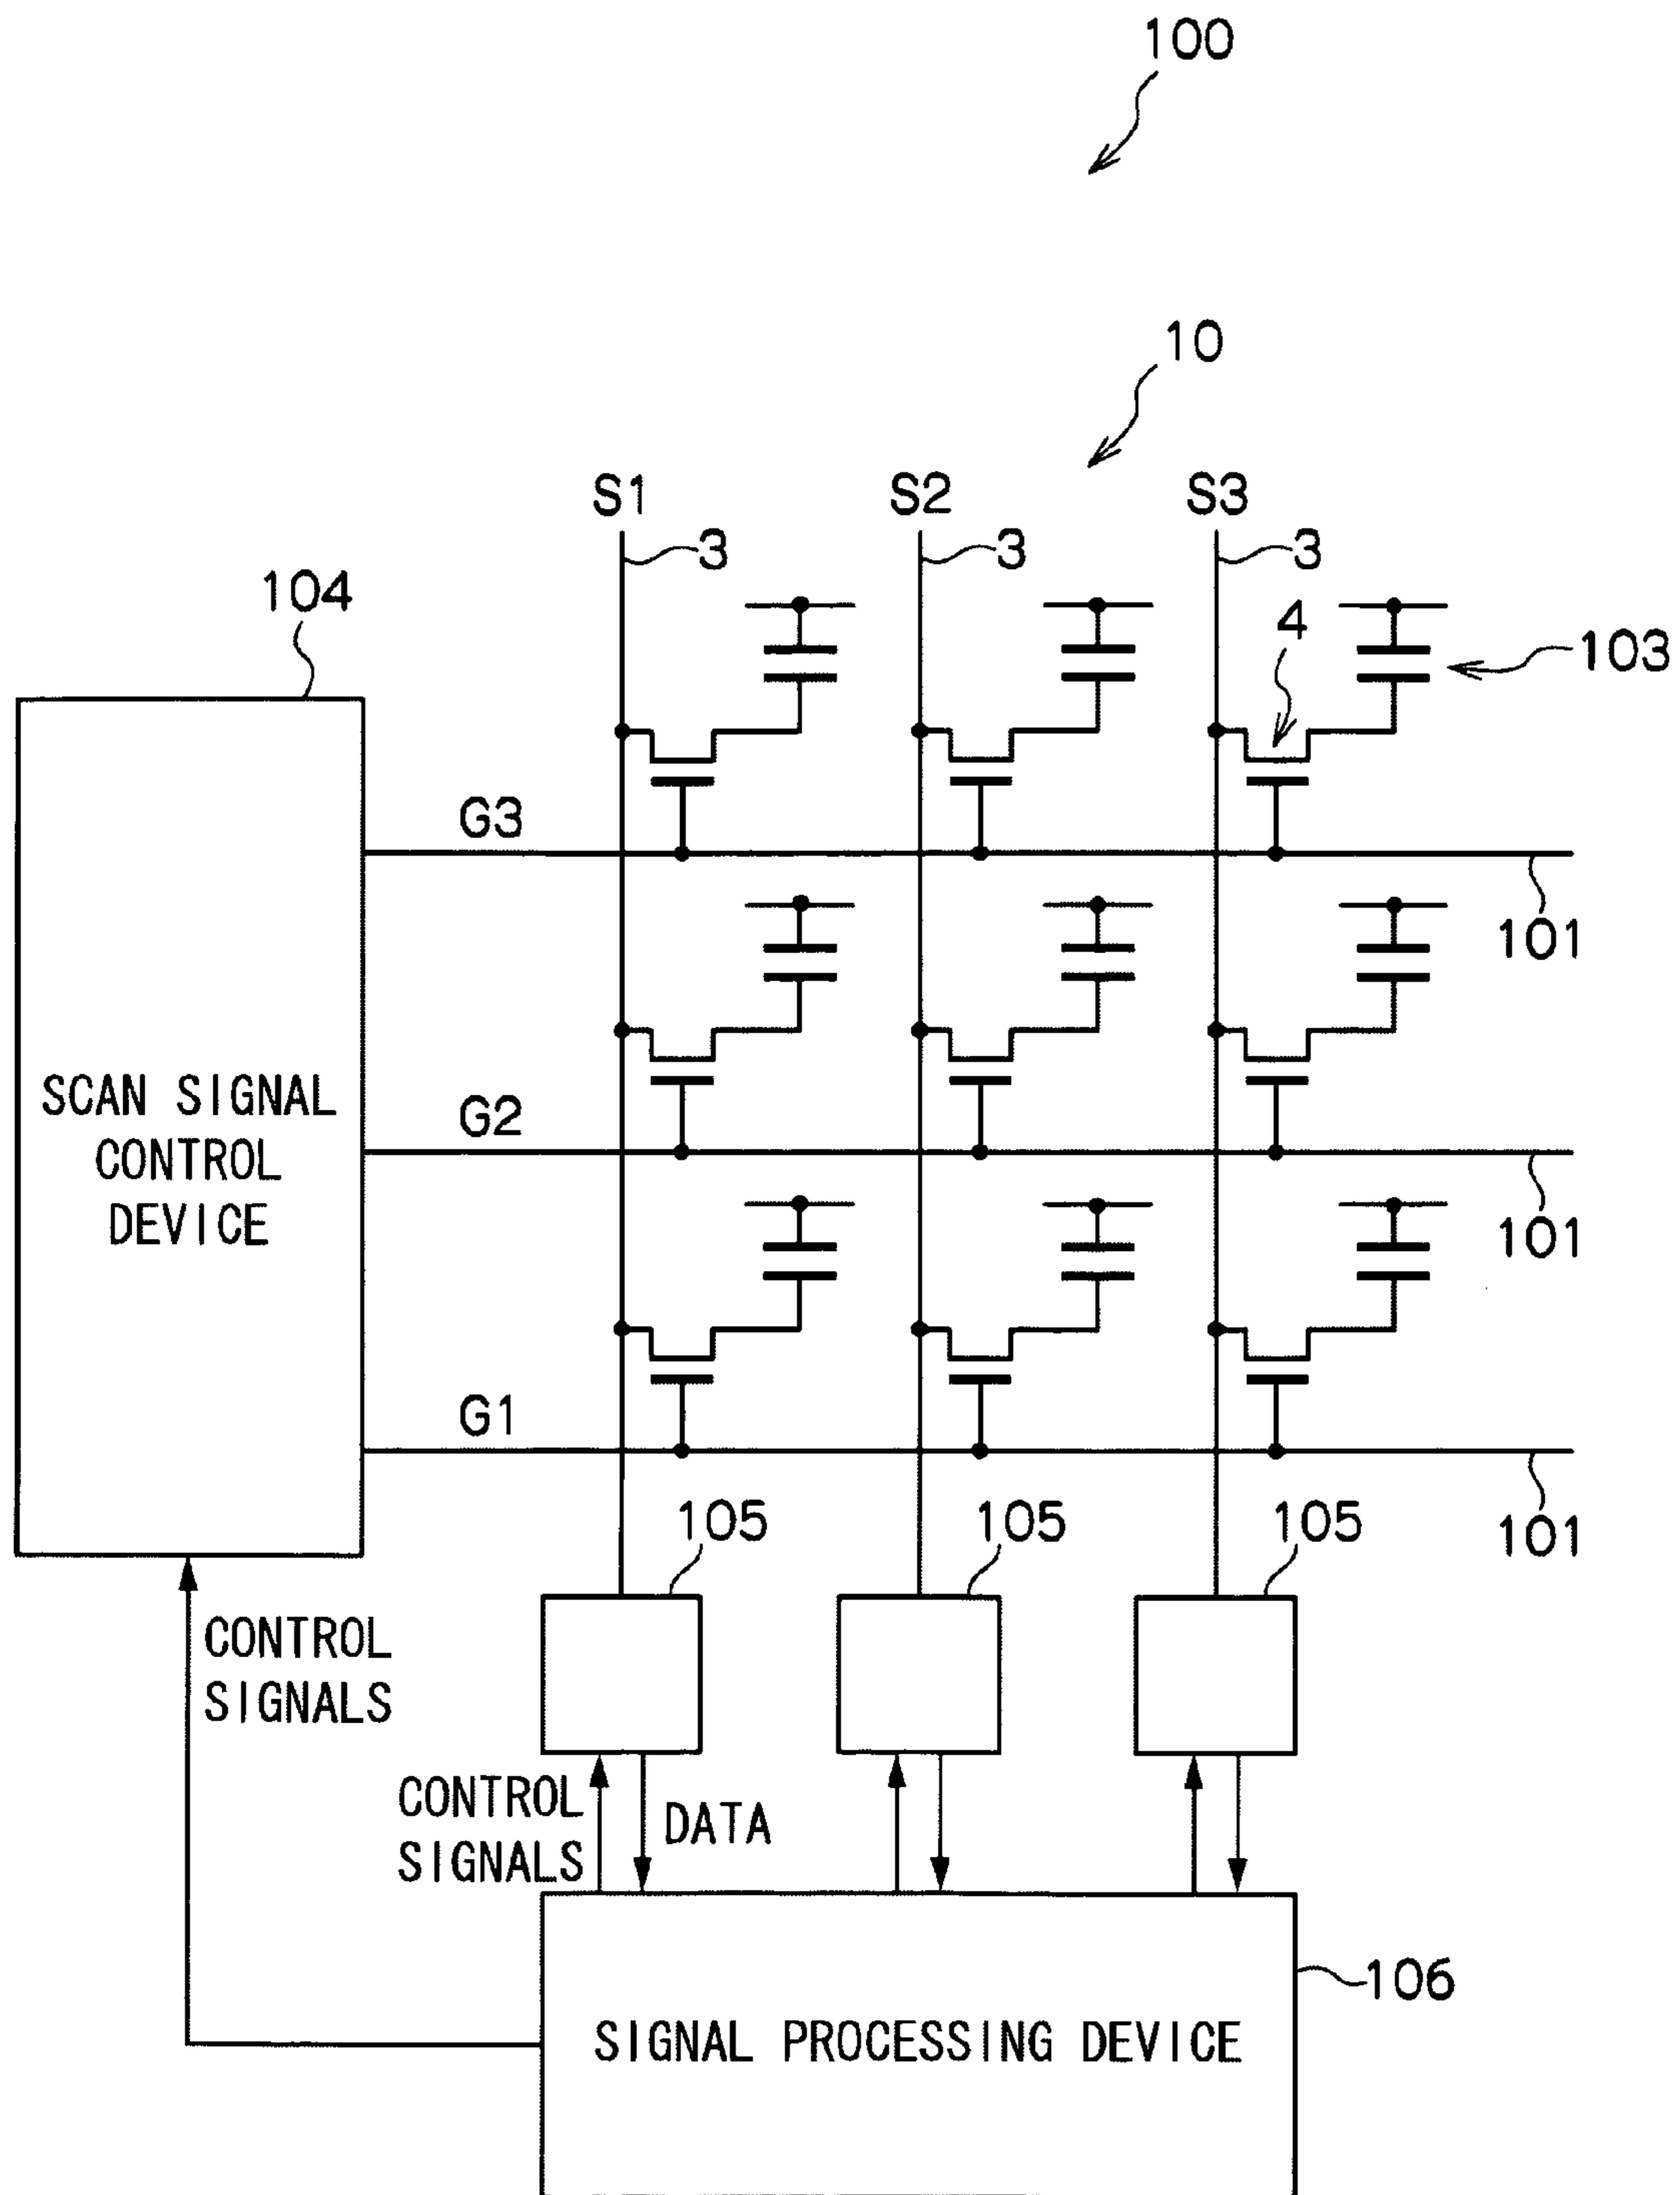 100
10
S1
S2
S3
3
3
3
104
4
103
G3
101
SCAN SIGNAL
CONTROL
DEVICE
G2
101
G1
101
105
105
105
CONTROL
SIGNALS
CONTROL
SIGNALS
DATA
106
SIGNAL PROCESSING DEVICE